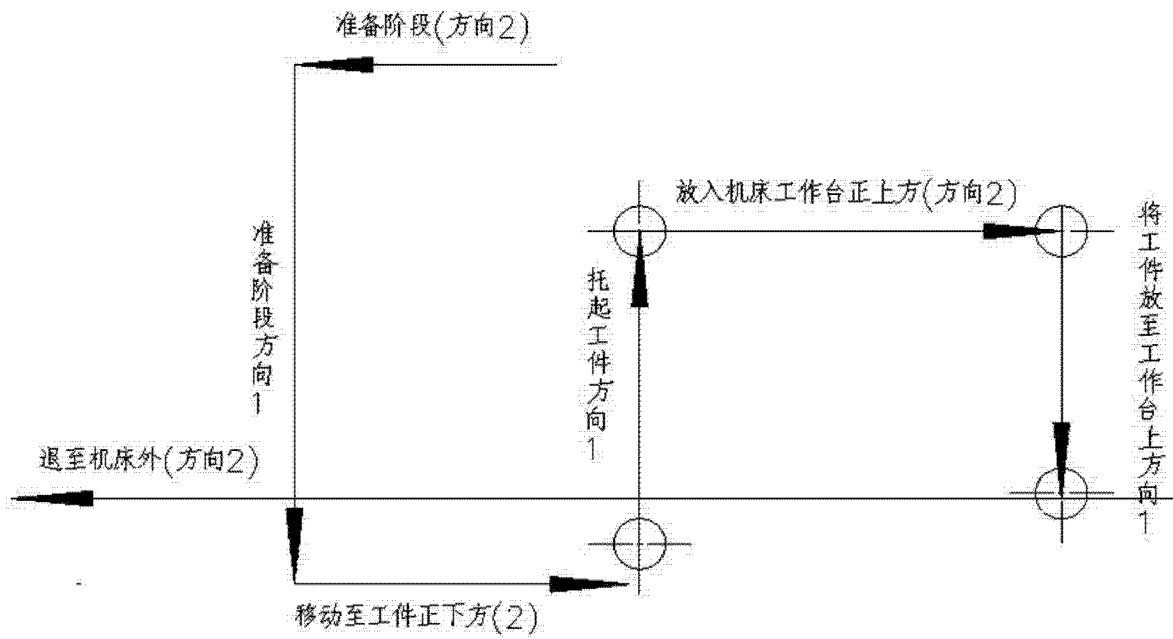 准备阶段(方向2)
放入机床工作台正上方(方向2)
将工件放至工作台上方向1
准备阶段方向1
托起工件方向1
退至机床外(方向2)
移动至工件正下方(2)